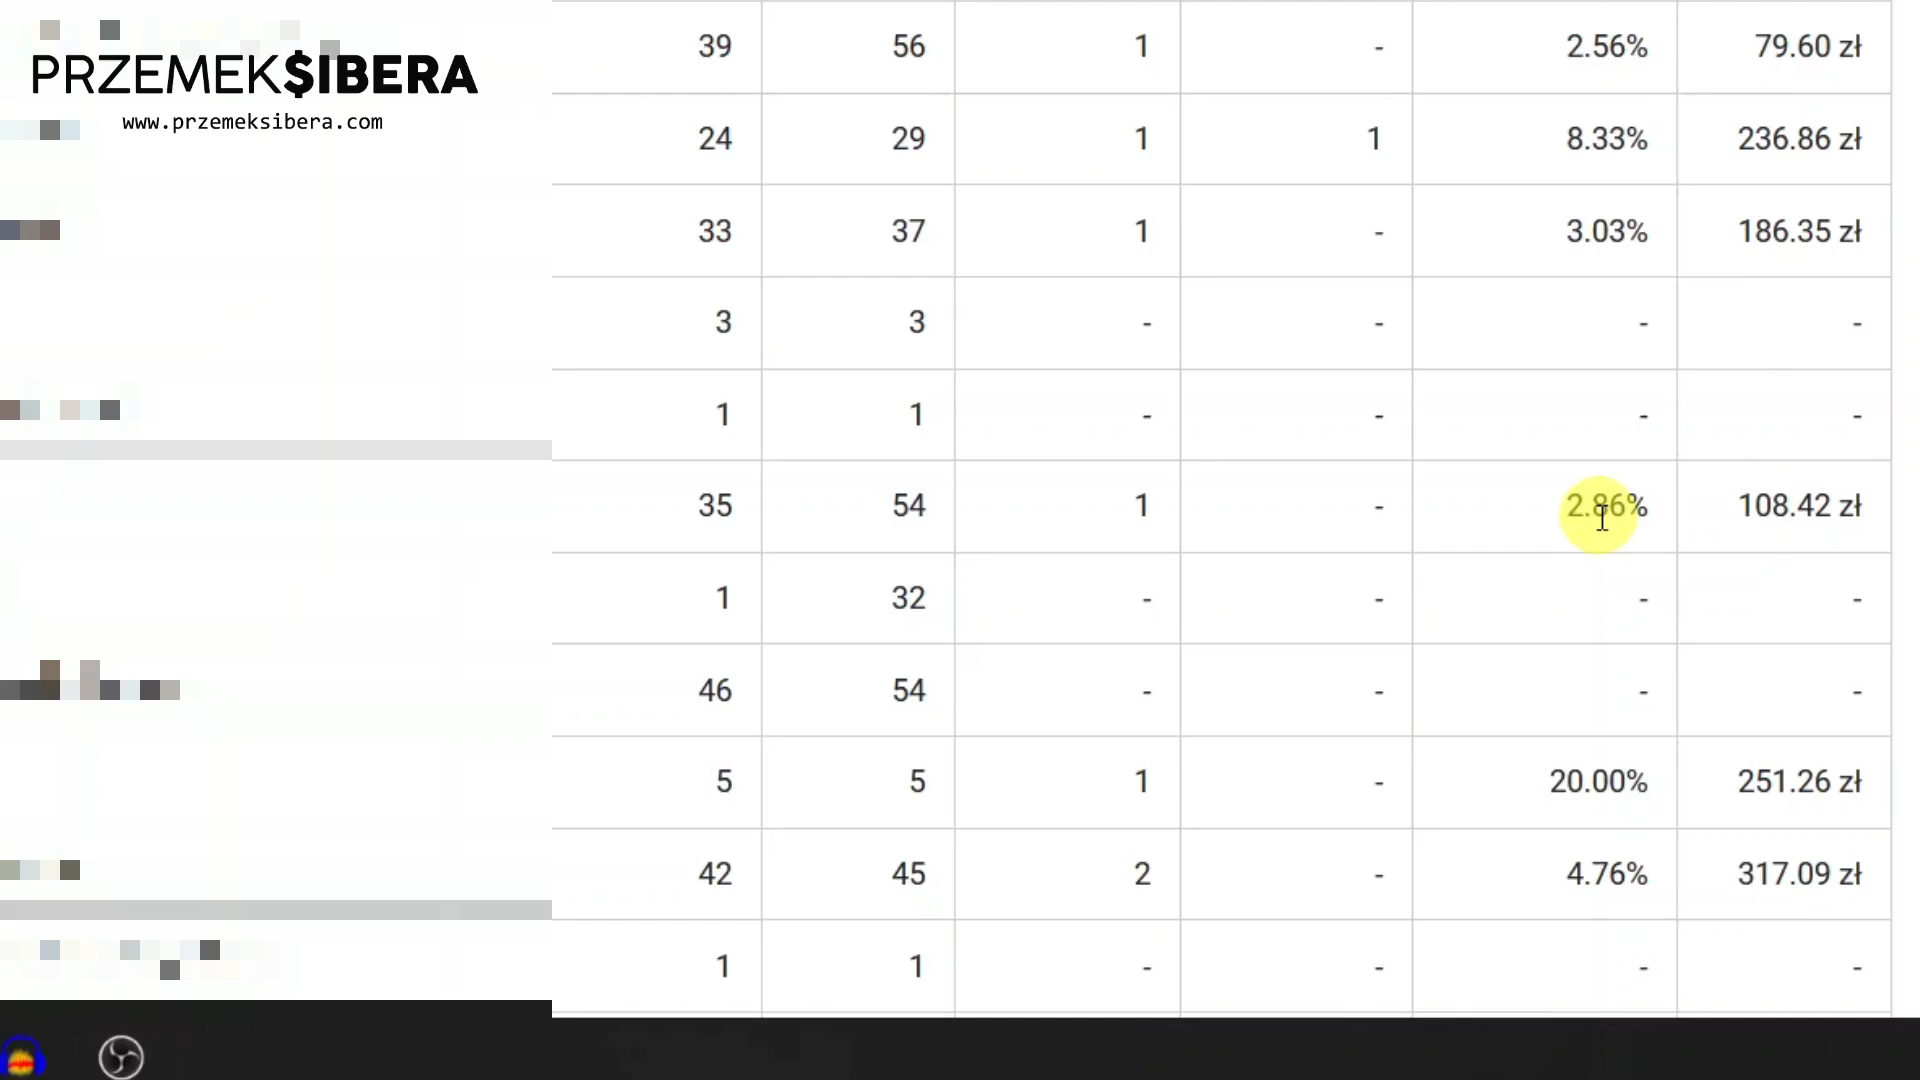 PRZEMEK$IBERA
www.przemeksibera.com
39 56 1 - 2.56% 79.60 zł
24 29 1 1 8.33% 236.86 zł
33 37 1 - 3.03% 186.35 zł
3 3 - - - -
1 1 - - - -
35 54 1 - 2.86% 108.42 zł
1 32 - - - -
46 54 - - - -
5 5 1 - 20.00% 251.26 zł
42 45 2 - 4.76% 317.09 zł
1 1 - - - -